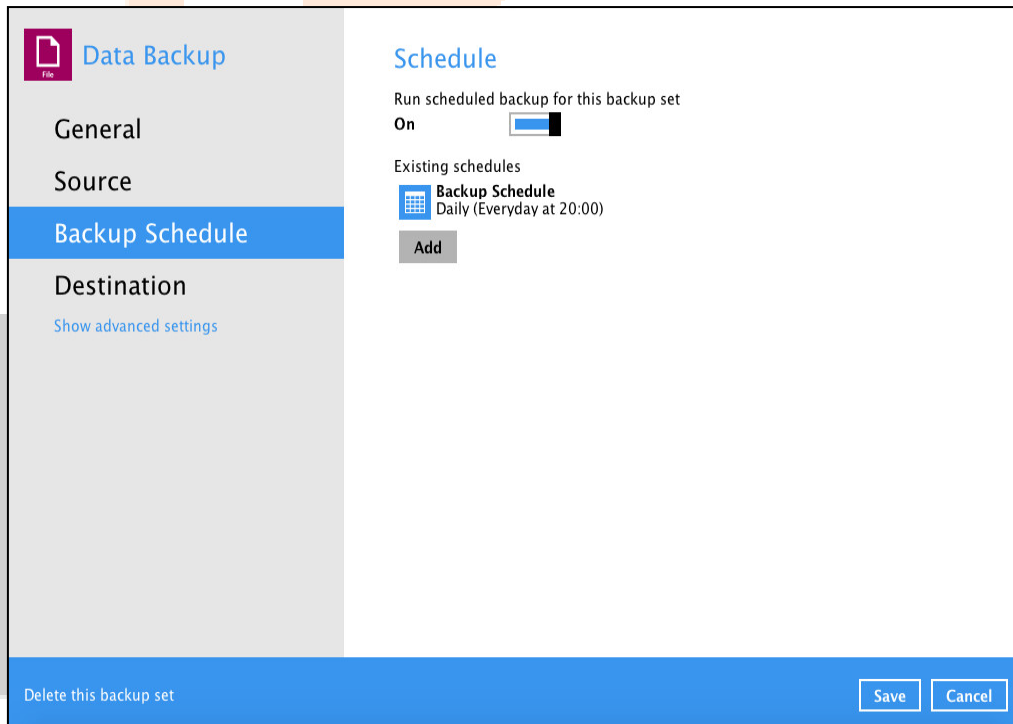 File
Data Backup
General
Source
Backup Schedule
Destination
Show advanced settings
Schedule
Run scheduled backup for this backup set
On
Existing schedules
Backup Schedule
Daily (Everyday at 20:00)
Add
Delete this backup set
Save
Cancel